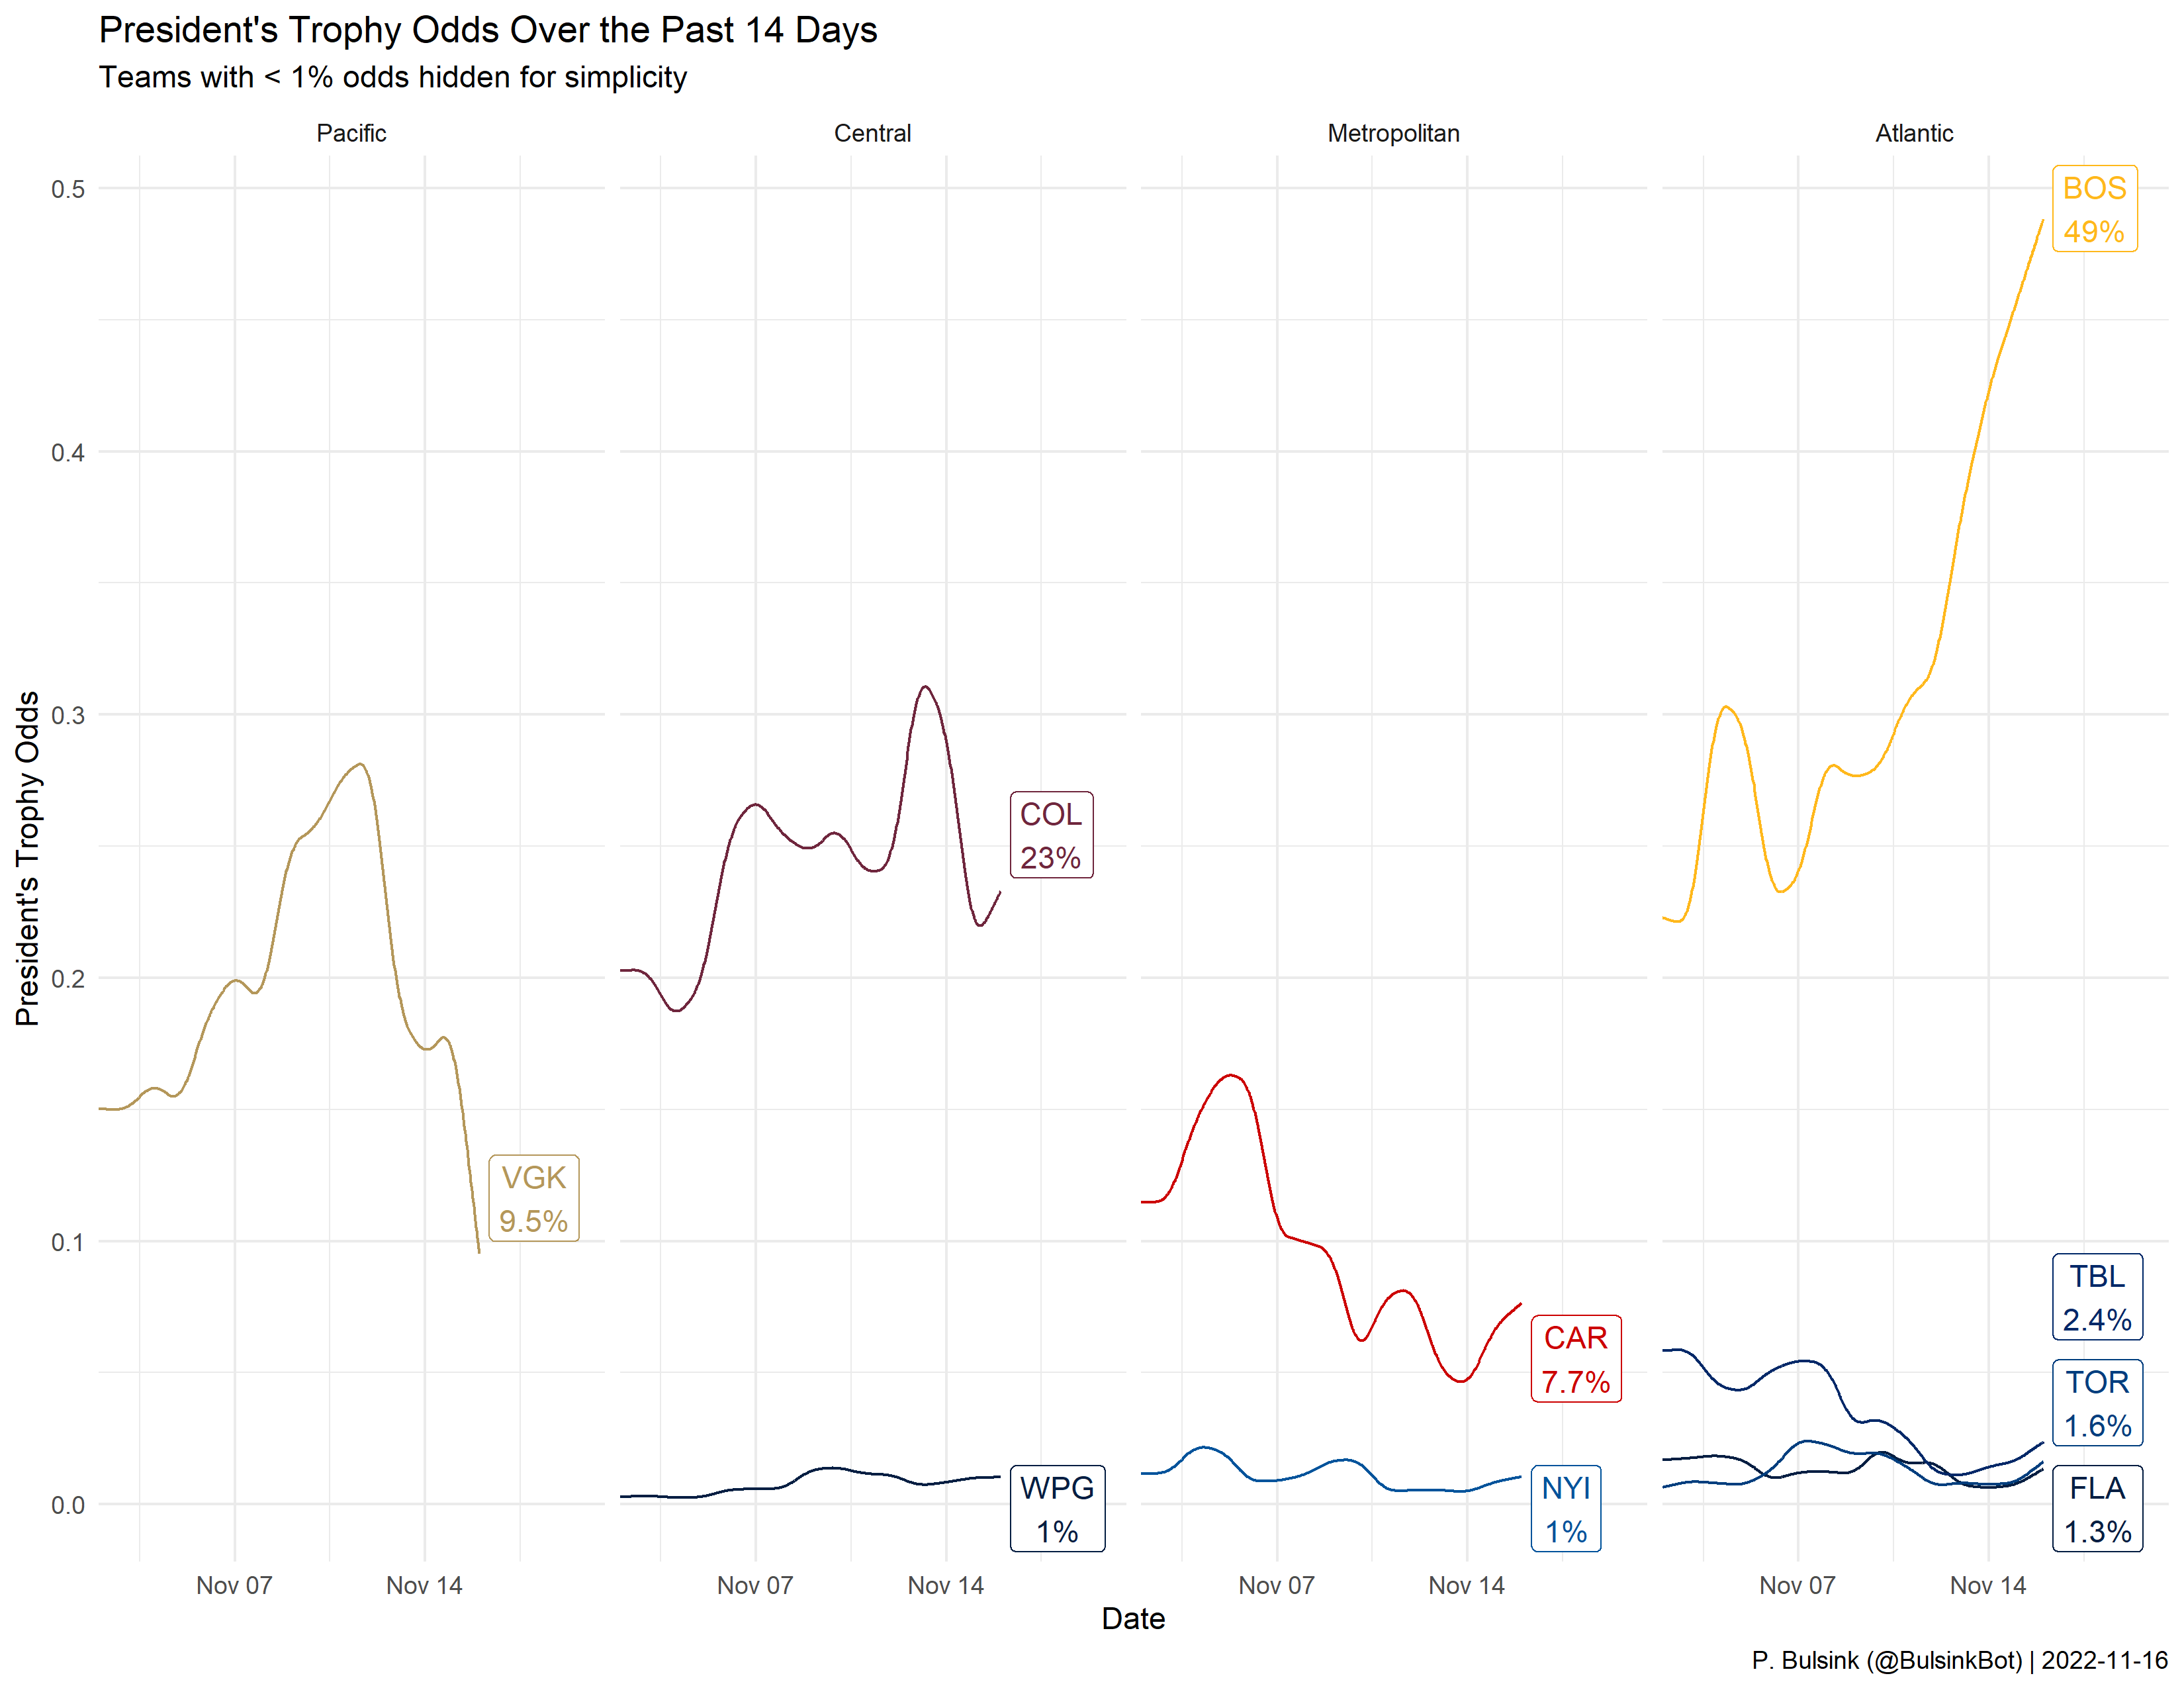 President's Trophy Odds Over the Past 14 Days
Teams with < 1% odds hidden for simplicity
Pacific
Central
Metropolitan
Atlantic
President's Trophy Odds
0.5
0.4
0.3
0.2
0.1
0.0
VGK
9.5%
COL
23%
WPG
1%
CAR
7.7%
NYI
1%
BOS
49%
TBL
2.4%
TOR
1.6%
FLA
1.3%
Nov 07
Nov 14
Nov 07
Nov 14
Nov 07
Nov 14
Nov 07
Nov 14
Date
P. Bulsink (@BulsinkBot) | 2022-11-16